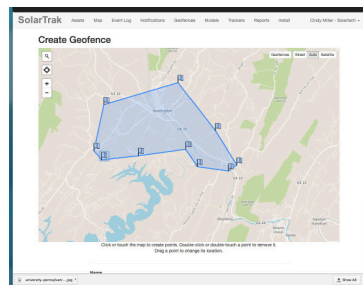 SolarTrak Assets Map Event Log Notifications Geofences Models Trackers Reports Install Cindy Miller - Solartech
Create Geofence
Geofences Street Auto Satellite
+
-
Click or touch the map to create points. Double-click or double-touch a point to remove it.
Drag a point to change its location.
Name
Show All